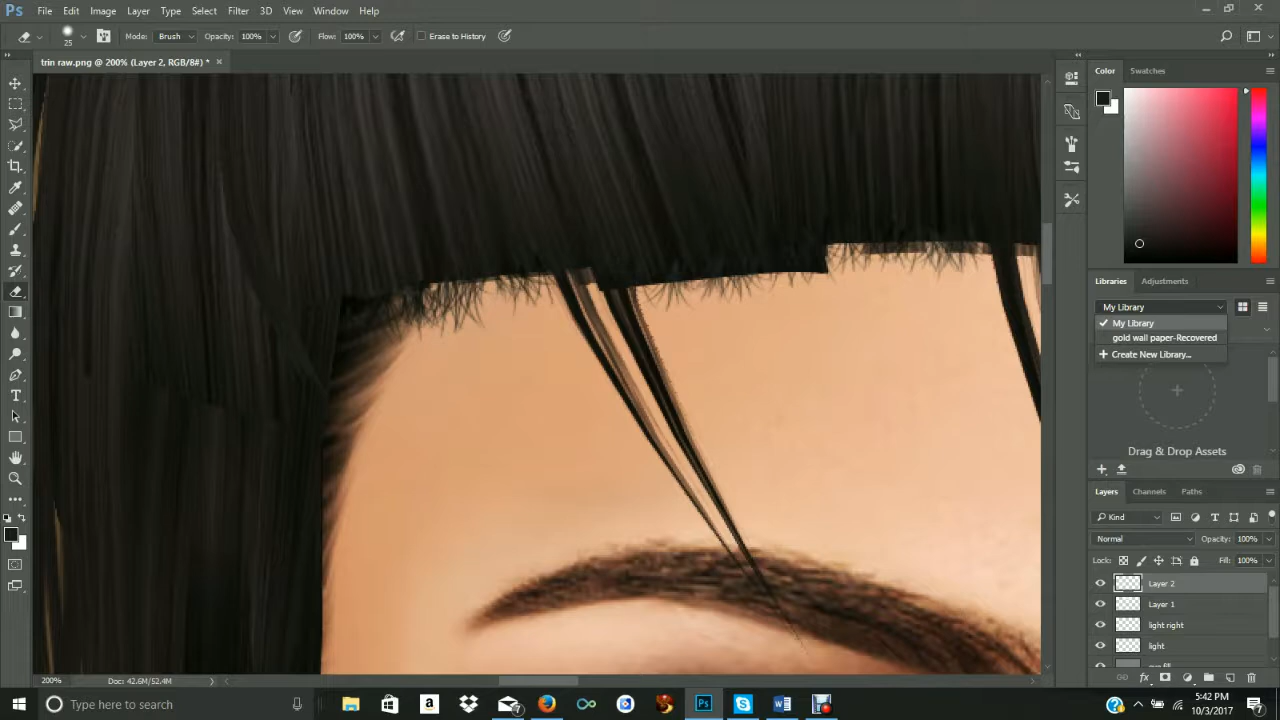 Ps File Edit Image Layer Type Select Filter 3D View Window Help
25 Mode: Brush Opacity: 100% Flow: 100% Erase to History
trin raw.png @ 200% (Layer 2, RGB/8#) * ×
Color Swatches
Libraries Adjustments
My Library
My Library
gold wall paper-Recovered
Create New Library...
Drag & Drop Assets
Layers Channels Paths
Kind
Normal Opacity: 100%
Lock: Fill: 100%
Layer 2
Layer 1
light right
light
200% Doc: 42.6M/52.4M
Type here to search
5:42 PM
10/3/2017